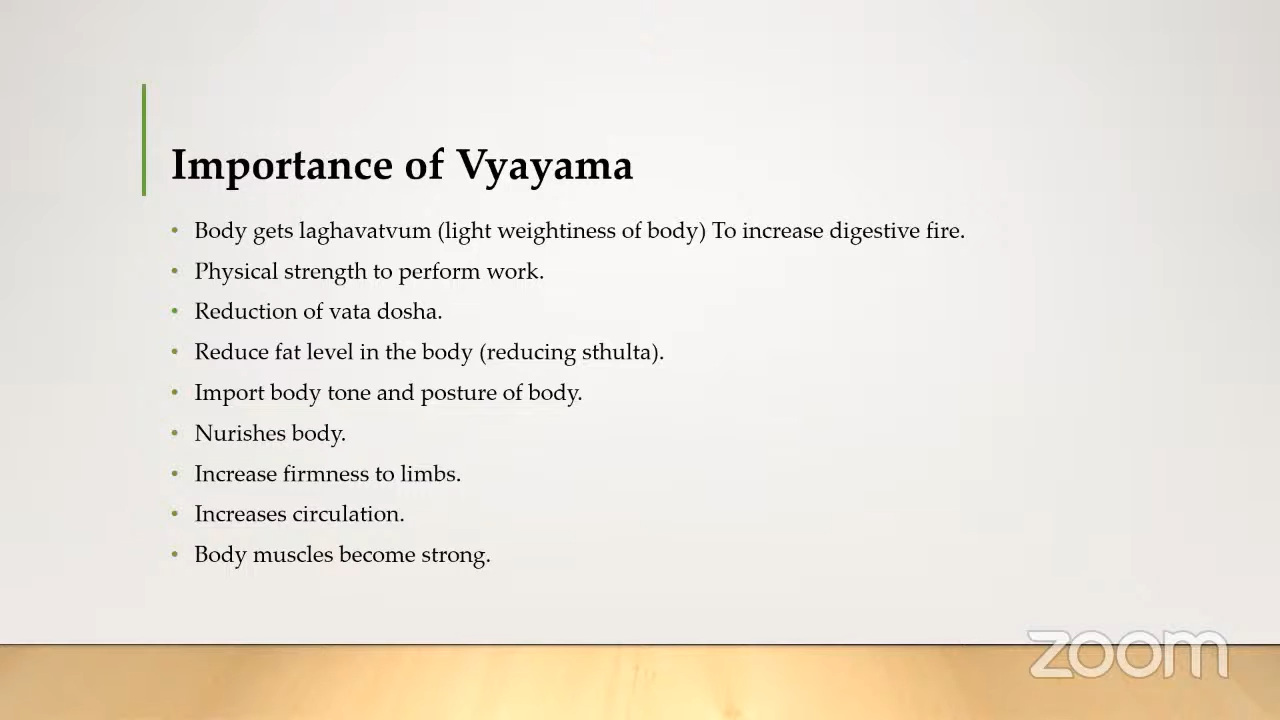 Importance of Vyayama
• Body gets laghavatvum (light weightiness of body) To increase digestive fire.
• Physical strength to perform work.
• Reduction of vata dosha.
• Reduce fat level in the body (reducing sthulta).
• Import body tone and posture of body.
• Nurishes body.
• Increase firmness to limbs.
• Increases circulation.
• Body muscles become strong.
zoom